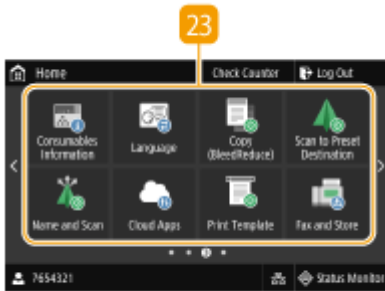 23
Home Check Counter Log Out
Consumables Information
Language
Copy (BleedReduce)
Scan to Preset Destination
Name and Scan
Cloud Apps
Print Template
Fax and Store
7654321 Status Monitor